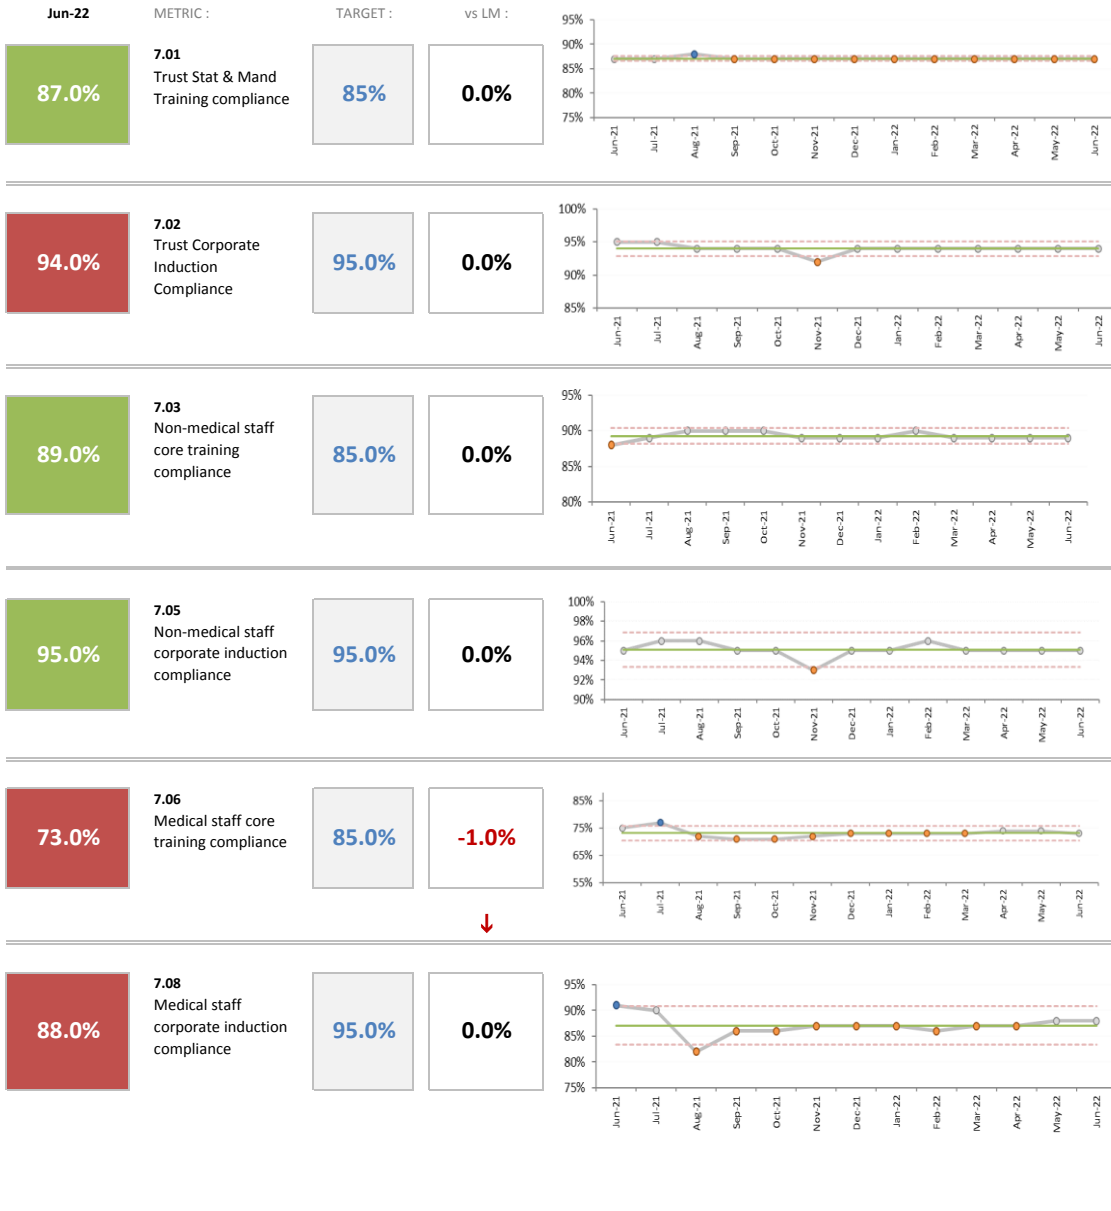 Jun-22 METRIC : TARGET : vs LM :
87.0%
7.01
Trust Stat & Mand
Training compliance
85%
0.0%
95%
90%
85%
80%
75%
Jun-21 Jul-21 Aug-21 Sep-21 Oct-21 Nov-21 Dec-21 Jan-22 Feb-22 Mar-22 Apr-22 May-22 Jun-22
94.0%
7.02
Trust Corporate
Induction
Compliance
95.0%
0.0%
100%
95%
90%
85%
Jun-21 Jul-21 Aug-21 Sep-21 Oct-21 Nov-21 Dec-21 Jan-22 Feb-22 Mar-22 Apr-22 May-22 Jun-22
89.0%
7.03
Non-medical staff
core training
compliance
85.0%
0.0%
95%
90%
85%
80%
Jun-21 Jul-21 Aug-21 Sep-21 Oct-21 Nov-21 Dec-21 Jan-22 Feb-22 Mar-22 Apr-22 May-22 Jun-22
95.0%
7.05
Non-medical staff
corporate induction
compliance
95.0%
0.0%
100%
98%
96%
94%
92%
90%
Jun-21 Jul-21 Aug-21 Sep-21 Oct-21 Nov-21 Dec-21 Jan-22 Feb-22 Mar-22 Apr-22 May-22 Jun-22
73.0%
7.06
Medical staff core
training compliance
85.0%
-1.0%
85%
75%
65%
55%
Jun-21 Jul-21 Aug-21 Sep-21 Oct-21 Nov-21 Dec-21 Jan-22 Feb-22 Mar-22 Apr-22 May-22 Jun-22
88.0%
7.08
Medical staff
corporate induction
compliance
95.0%
0.0%
95%
90%
85%
80%
75%
Jun-21 Jul-21 Aug-21 Sep-21 Oct-21 Nov-21 Dec-21 Jan-22 Feb-22 Mar-22 Apr-22 May-22 Jun-22